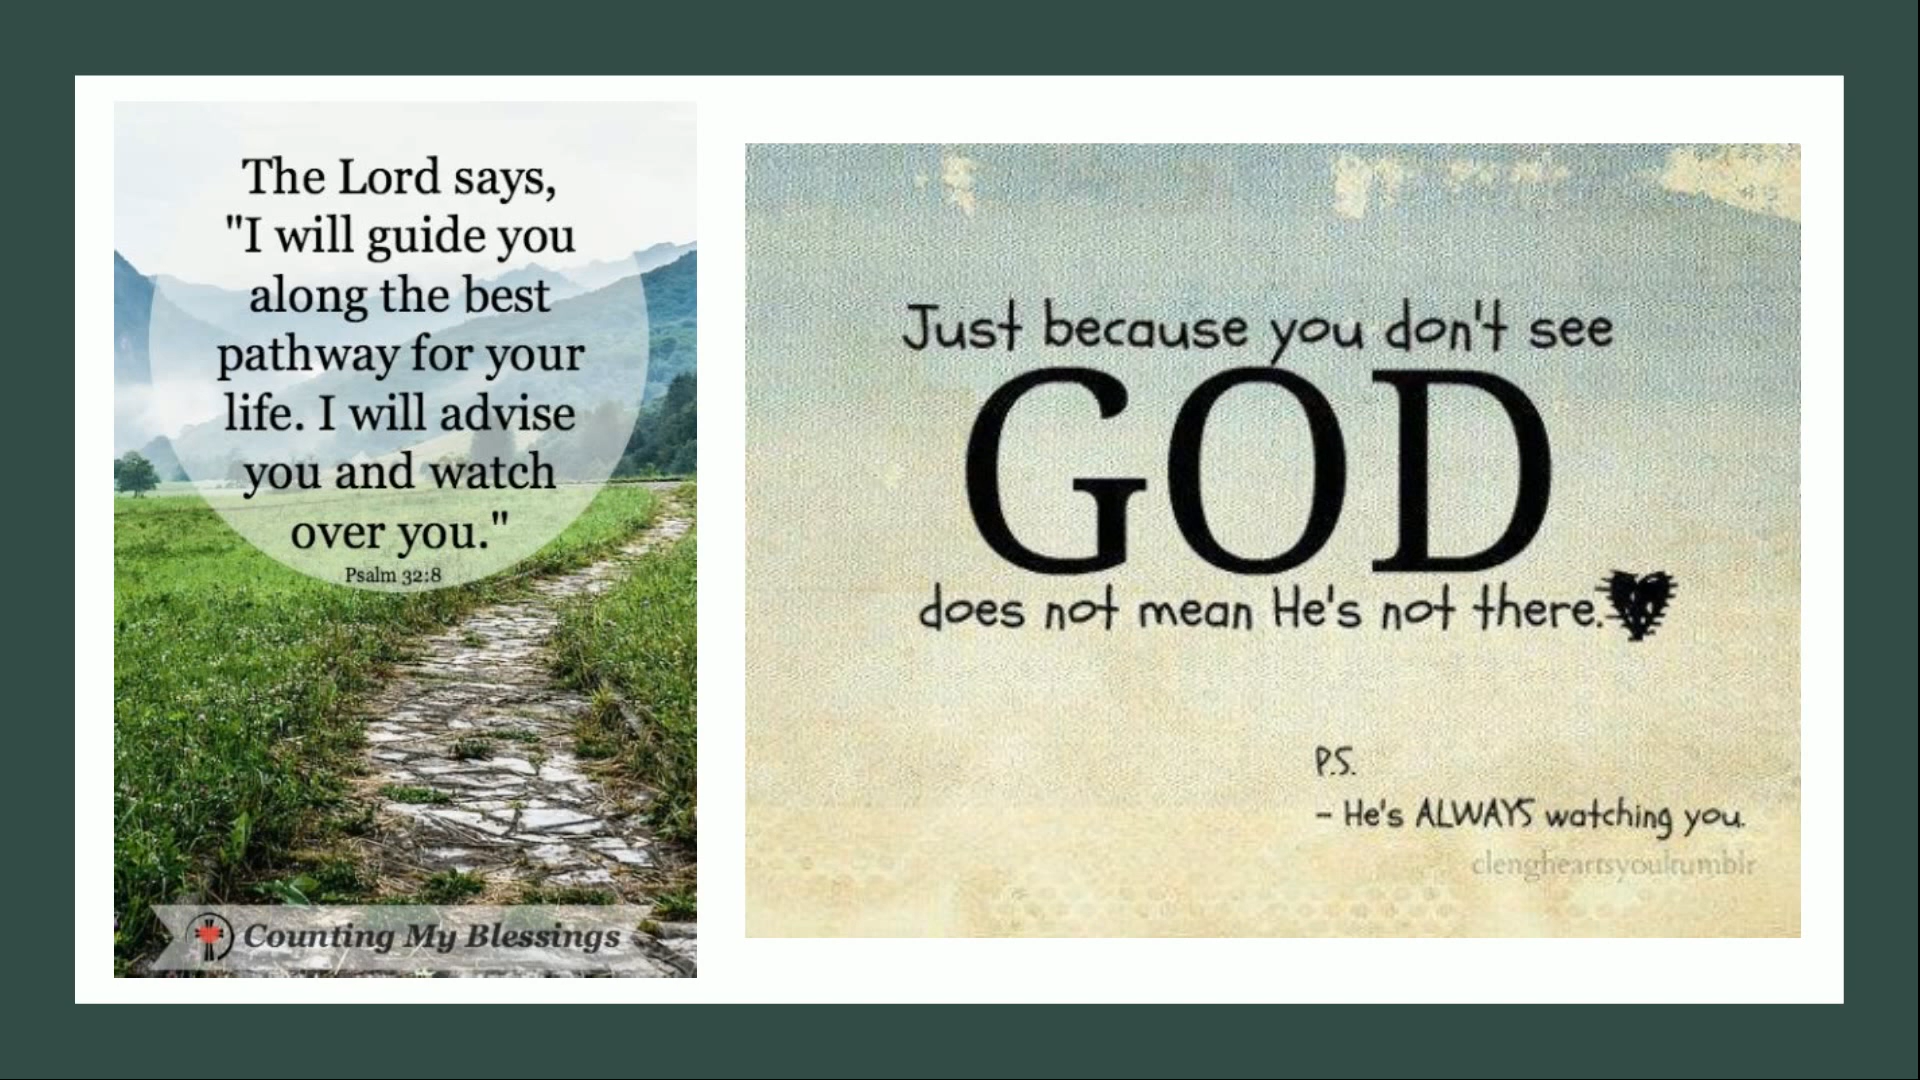 The Lord says,
"I will guide you
along the best
pathway for your
life. I will advise
you and watch
over you."
Psalm 32:8
Counting My Blessings
Just because you don't see
GOD
does not mean He's not there.
P.S.
- He's ALWAYS watching you.
clengheartsyou.tumblr